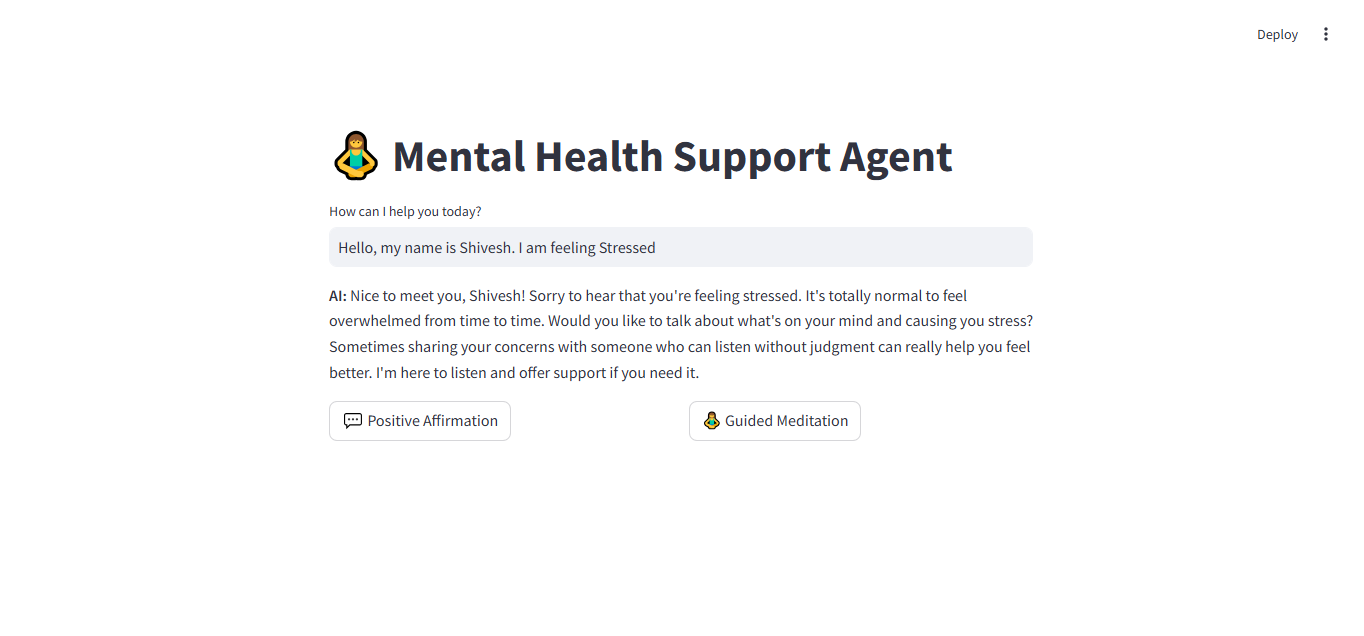 Deploy
Mental Health Support Agent
How can I help you today?
Hello, my name is Shivesh. I am feeling Stressed
AI: Nice to meet you, Shivesh! Sorry to hear that you're feeling stressed. It's totally normal to feel
overwhelmed from time to time. Would you like to talk about what's on your mind and causing you stress?
Sometimes sharing your concerns with someone who can listen without judgment can really help you feel
better. I'm here to listen and offer support if you need it.
Positive Affirmation
Guided Meditation